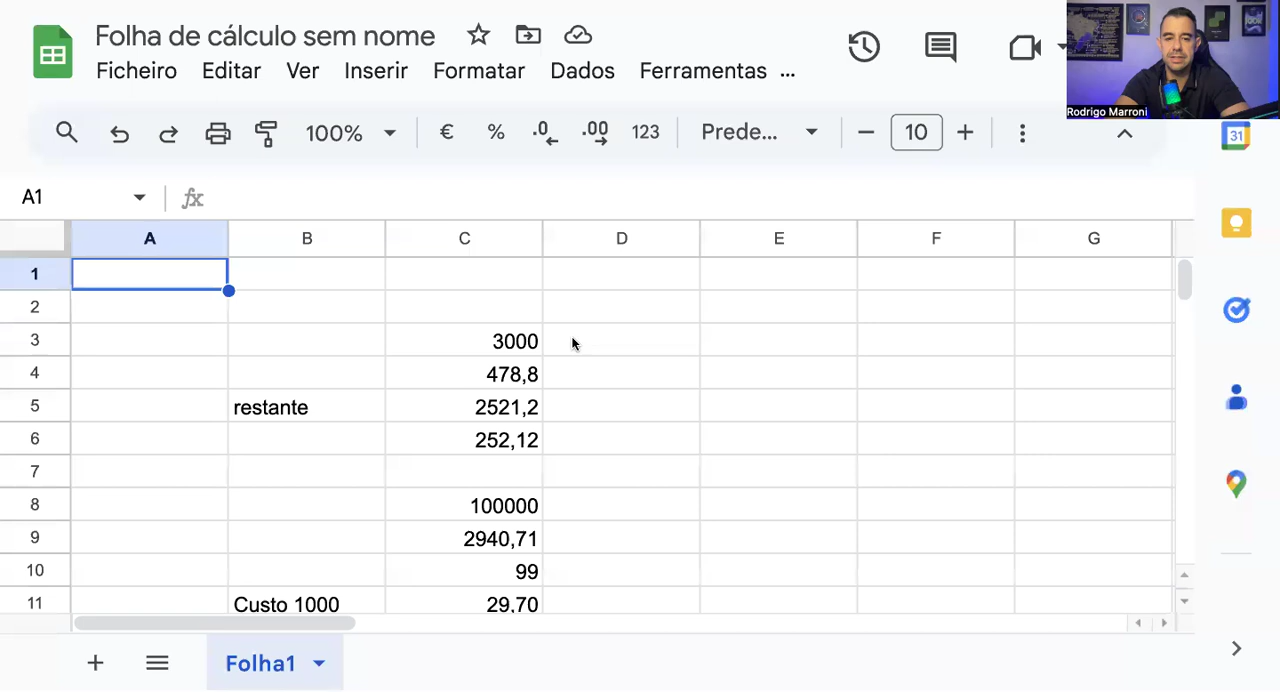 Folha de cálculo sem nome
Ficheiro Editar Ver Inserir Formatar Dados Ferramentas ...
Rodrigo Marroni
100% € % .0 .00 123 Prede... 10
31
A1 fx
A B C D E F G
1
2
3 3000
4 478,8
5 restante 2521,2
6 252,12
7
8 100000
9 2940,71
10 99
11 Custo 1000 29,70
Folha1